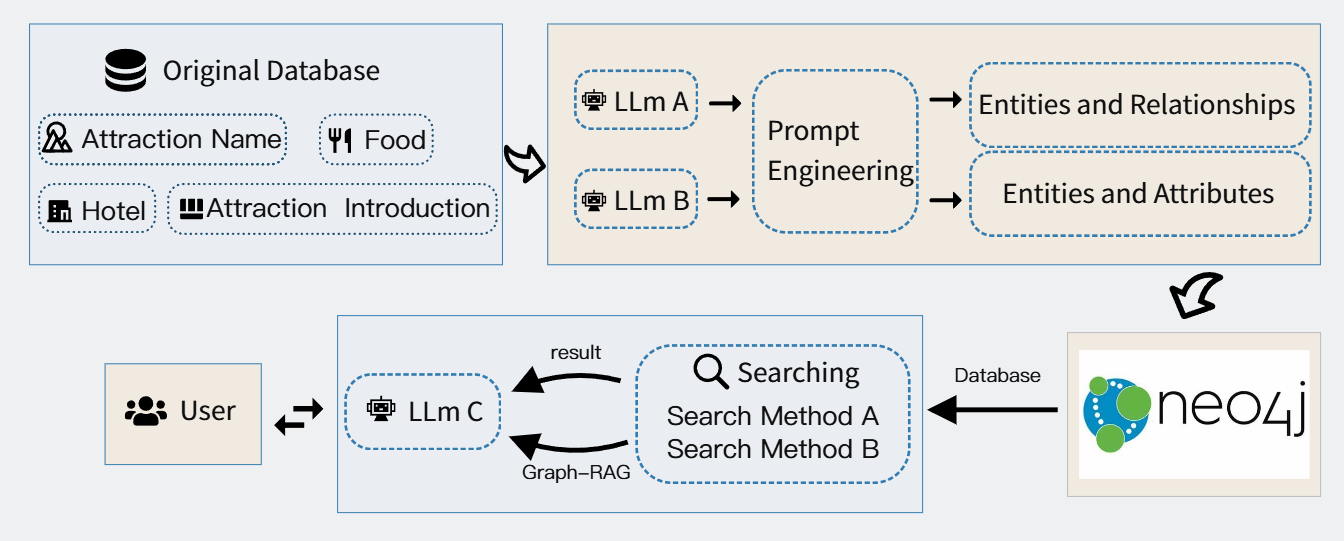 Original Database
Attraction Name
Food
Hotel
Attraction Introduction
LLm A
LLm B
Prompt
Engineering
Entities and Relationships
Entities and Attributes
User
LLm C
result
Graph-RAG
Searching
Search Method A
Search Method B
Database
neo4j